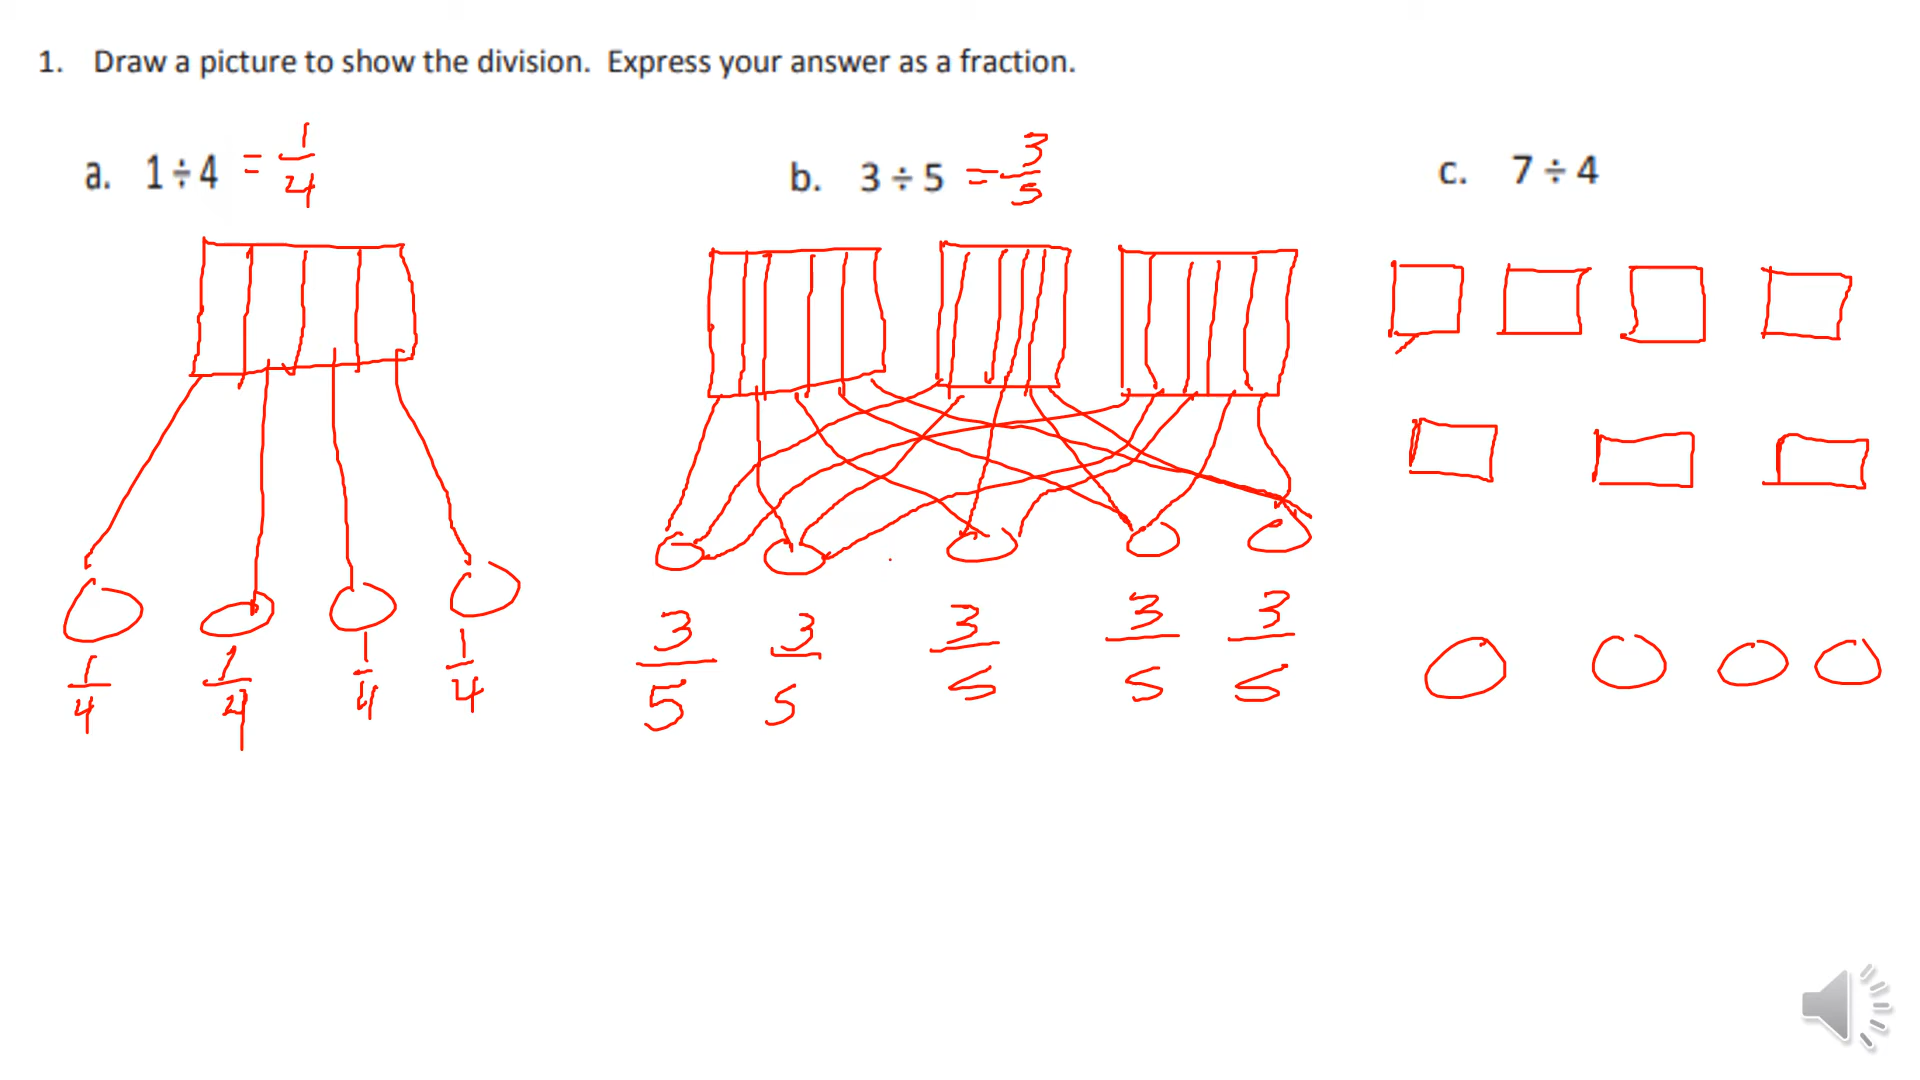 1. Draw a picture to show the division. Express your answer as a fraction.
a. 1 ÷ 4 = 1/4
b. 3 ÷ 5 = 3/5
c. 7 ÷ 4
1/4 1/4 1/4 1/4
3/5 3/5 3/5 3/5 3/5